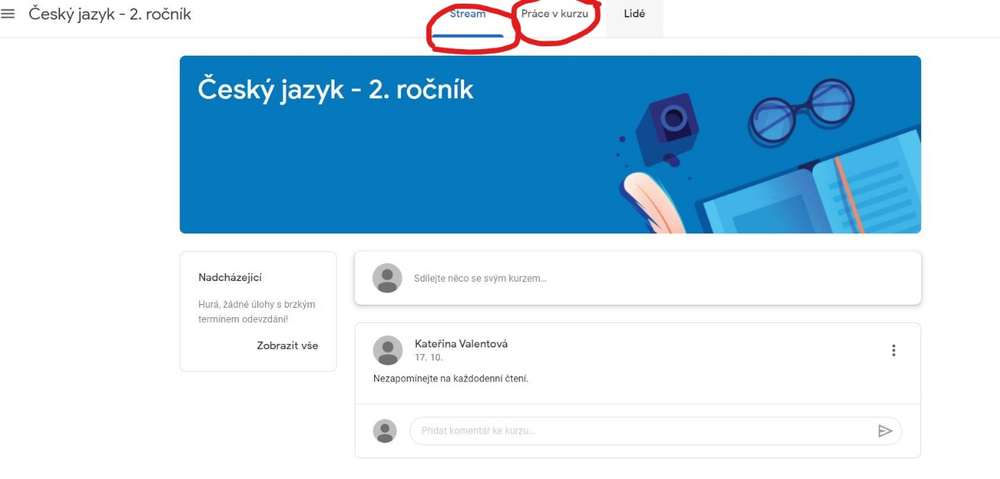 Český jazyk - 2. ročník
Stream
Práce v kurzu
Lidé
Český jazyk - 2. ročník
Nadcházející
Hurá, žádné úlohy s brzkým
termínem odevzdání!
Zobrazit vše
Sdílejte něco se svým kurzem…
Kateřina Valentová
17. 10.
Nezapomínejte na každodenní čtení.
Přidat komentář ke kurzu…